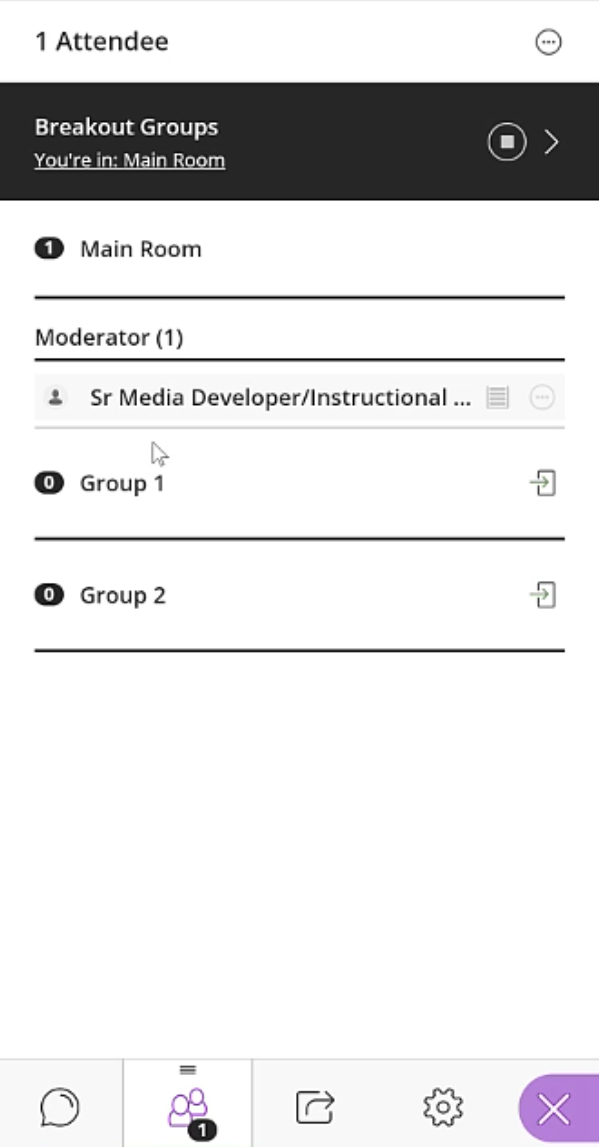 1 Attendee
Breakout Groups
You're in: Main Room
1 Main Room
Moderator (1)
Sr Media Developer/Instructional ...
0 Group 1
0 Group 2
1